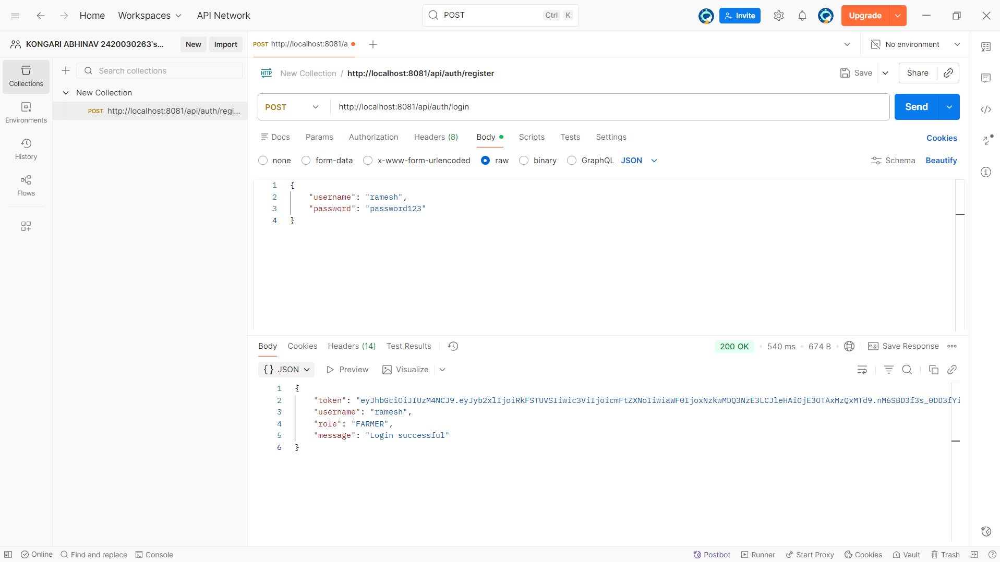 Home Workspaces API Network POST Ctrl K Invite Upgrade
KONGARI ABHINAV 2420030263's... New Import POST http://localhost:8081/a No environment
Collections
Search collections
New Collection / http://localhost:8081/api/auth/register Save Share
New Collection
POST http://localhost:8081/api/auth/regi...
POST http://localhost:8081/api/auth/login Send
Environments
History
Flows
Docs Params Authorization Headers (8) Body Scripts Tests Settings Cookies
none form-data x-www-form-urlencoded raw binary GraphQL JSON Schema Beautify
1 {
2 "username": "ramesh",
3 "password": "password123"
4 }
Body Cookies Headers (14) Test Results 200 OK 540 ms 674 B e.g. Save Response
{} JSON Preview Visualize
1 {
2 "token": "eyJhbGciOiJIUzM4NCJ9.eyJyb2xlIjoiRkFSTUVSIiwic3ViIjoicmFtZXNoIiwiaWF0IjoxNzkwMDQ3NzE3LCJleHAiOjE3OTAxMzQxMTd9.nM6SBD3f3s_0DD3fYi
3 "username": "ramesh",
4 "role": "FARMER",
5 "message": "Login successful"
6 }
Online Find and replace Console Postbot Runner Start Proxy Cookies Vault Trash